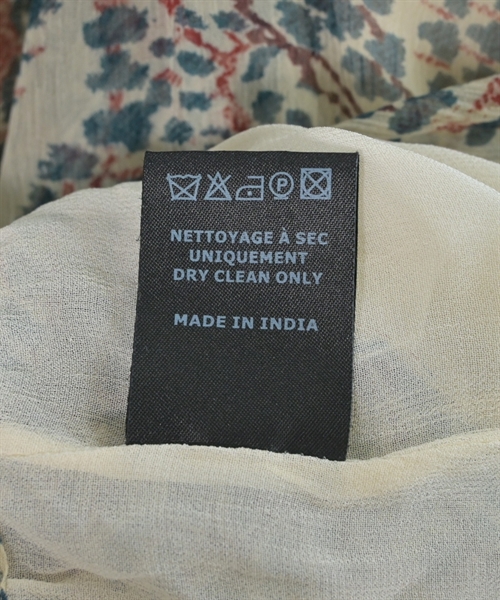 P
NETTOYAGE À SEC
UNIQUEMENT
DRY CLEAN ONLY
MADE IN INDIA